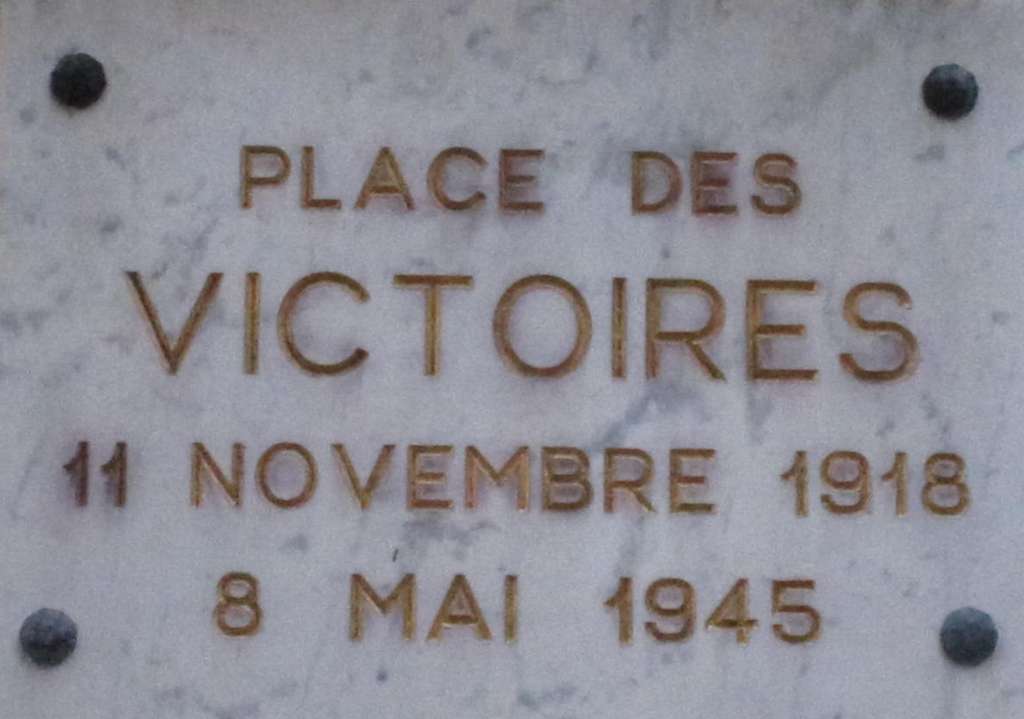 PLACE DES
VICTOIRES
11 NOVEMBRE 1918
8 MAI 1945